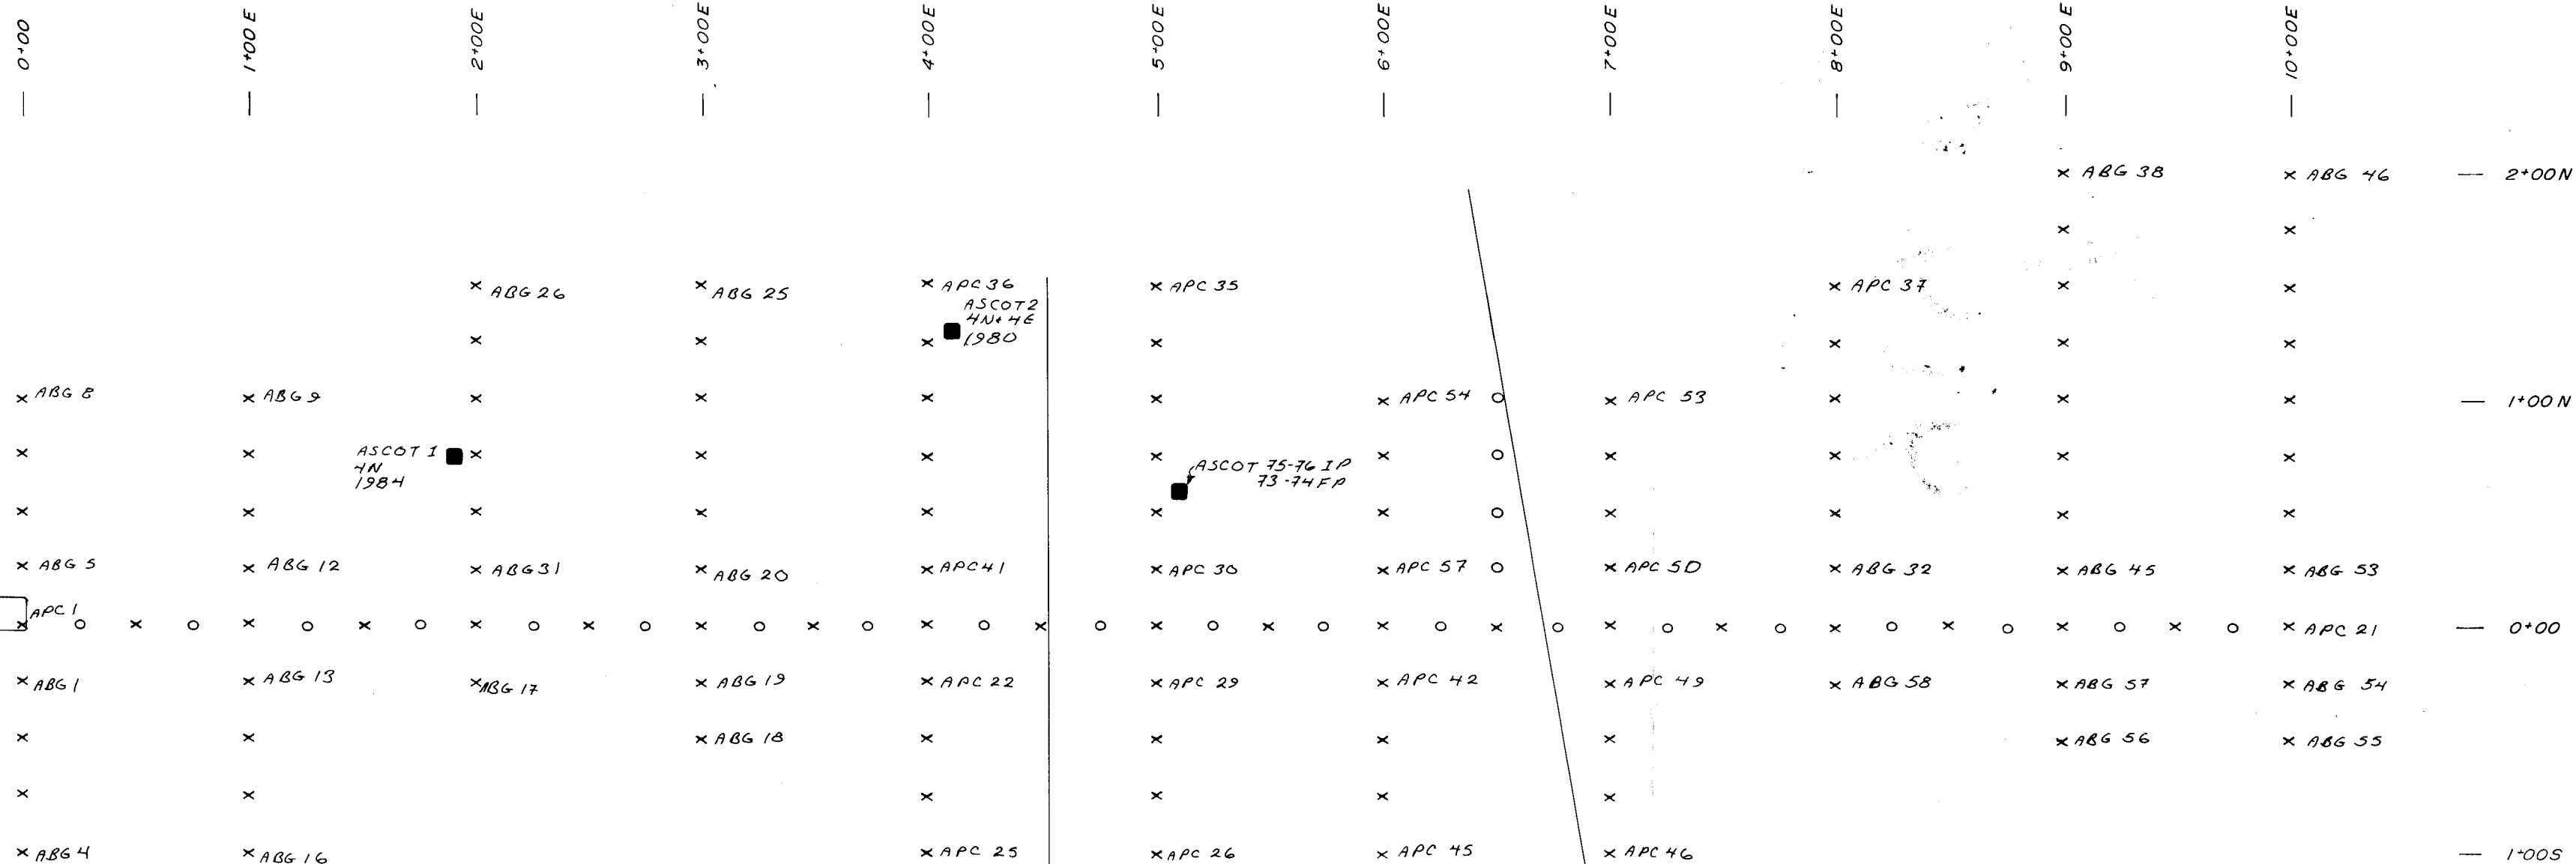 0+00
1+00 E
2+00E
3+00E
4+00E
5+00E
6+00E
7+00E
8+00E
9+00 E
10+00E
ABG 38
ABG 46
2+00N
ABG 26
ABG 25
APC 36
APC 35
APC 37
ASCOT 2
4N+4E
1980
ABG 8
ABG 9
APC 54
APC 53
1+00 N
ASCOT 1
4N
1984
ASCOT 75-76 IP
73-74 FP
ABG 5
ABG 12
ABG 31
ABG 20
APC 41
APC 30
APC 57
APC 50
ABG 32
ABG 45
ABG 53
APC 1
APC 21
0+00
ABG 1
ABG 13
ABG 17
ABG 19
APC 22
APC 29
APC 42
APC 49
ABG 58
ABG 57
ABG 54
ABG 18
ABG 56
ABG 55
ABG 4
ABG 16
APC 25
APC 26
APC 45
APC 46
1+00S